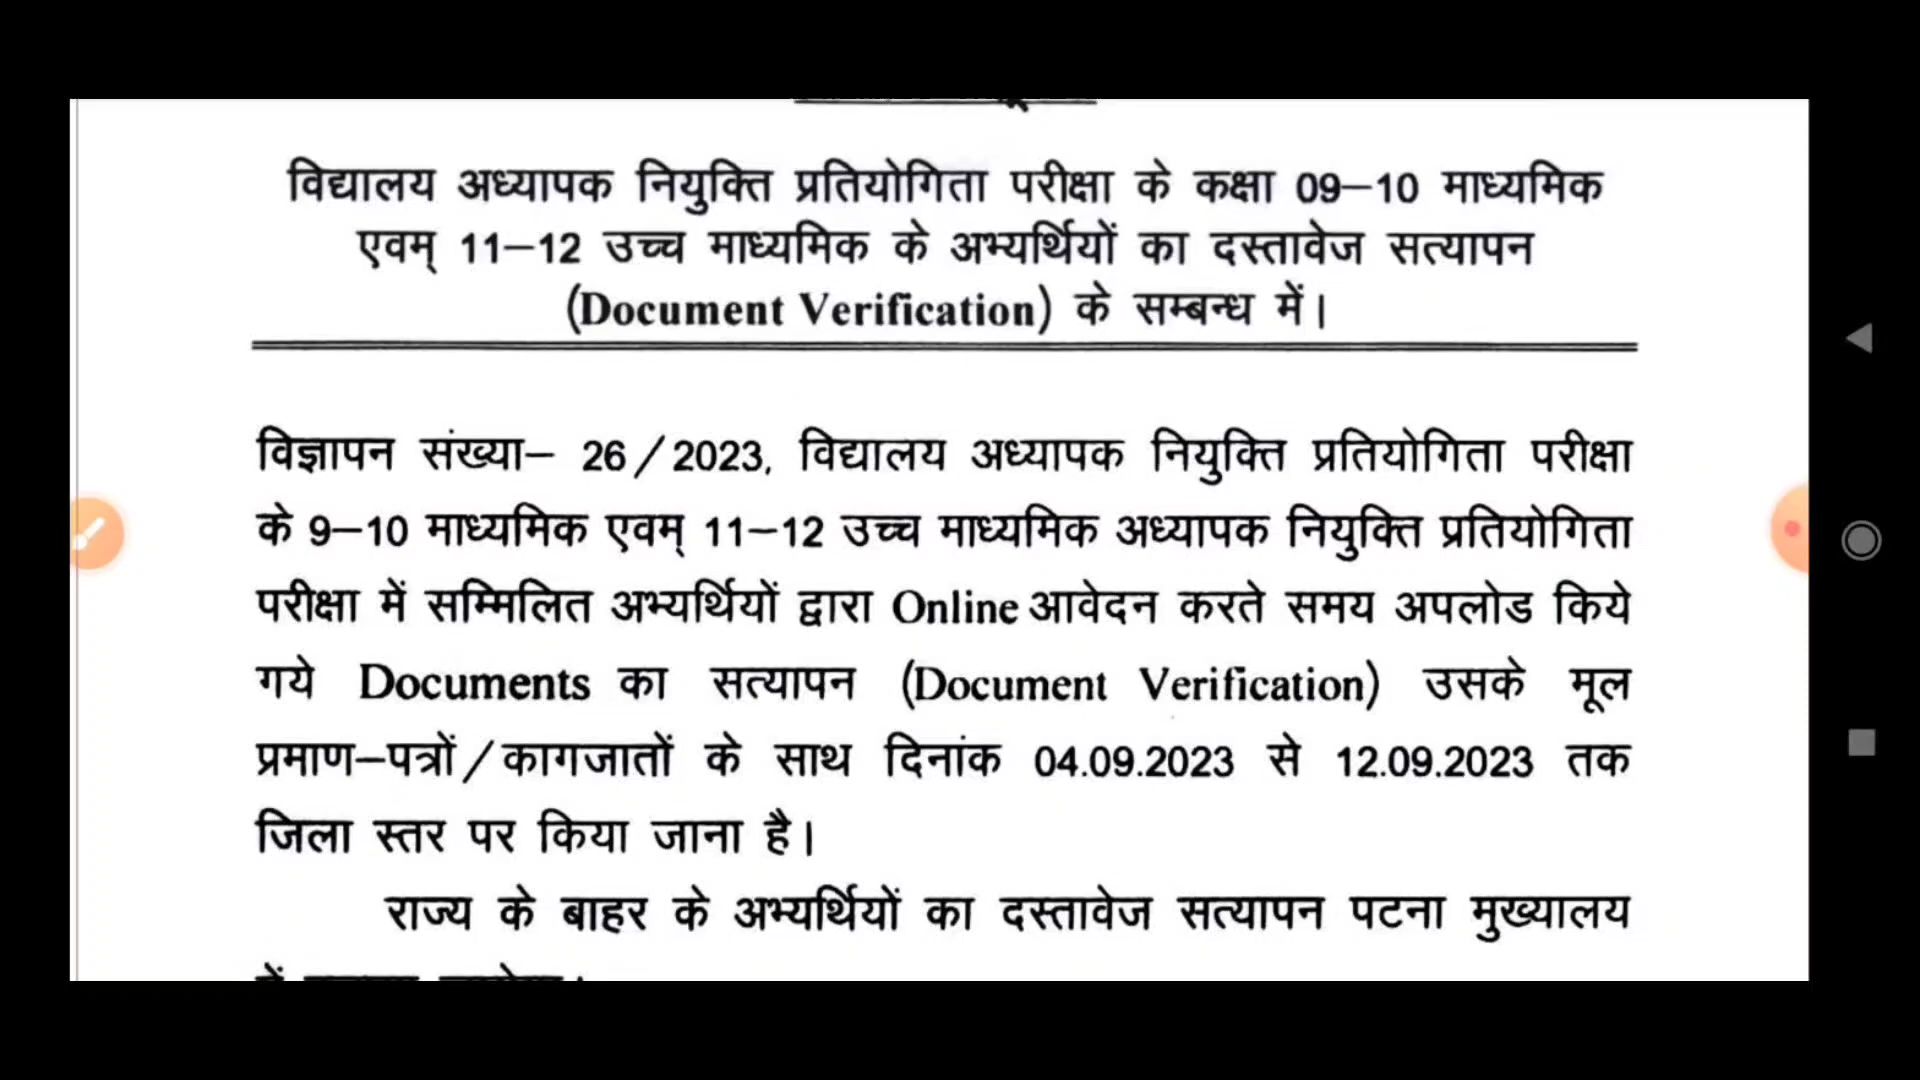 विद्यालय अध्यापक नियुक्ति प्रतियोगिता परीक्षा के कक्षा 09–10 माध्यमिक
एवम् 11–12 उच्च माध्यमिक के अभ्यर्थियों का दस्तावेज सत्यापन
(Document Verification) के सम्बन्ध में।
विज्ञापन संख्या– 26/2023, विद्यालय अध्यापक नियुक्ति प्रतियोगिता परीक्षा
के 9–10 माध्यमिक एवम् 11–12 उच्च माध्यमिक अध्यापक नियुक्ति प्रतियोगिता
परीक्षा में सम्मिलित अभ्यर्थियों द्वारा Online आवेदन करते समय अपलोड किये
गये Documents का सत्यापन (Document Verification) उसके मूल
प्रमाण–पत्रों/कागजातों के साथ दिनांक 04.09.2023 से 12.09.2023 तक
जिला स्तर पर किया जाना है।
राज्य के बाहर के अभ्यर्थियों का दस्तावेज सत्यापन पटना मुख्यालय